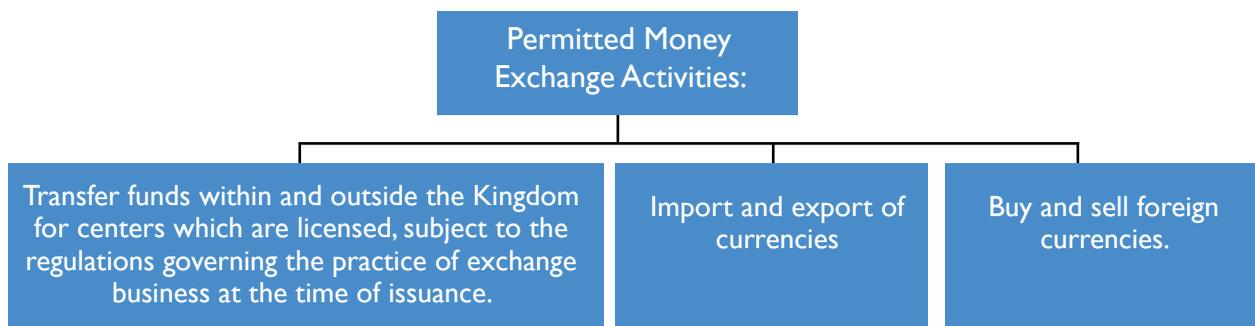 Permitted Money
Exchange Activities:
Transfer funds within and outside the Kingdom
for centers which are licensed, subject to the
regulations governing the practice of exchange
business at the time of issuance.
Import and export of
currencies
Buy and sell foreign
currencies.